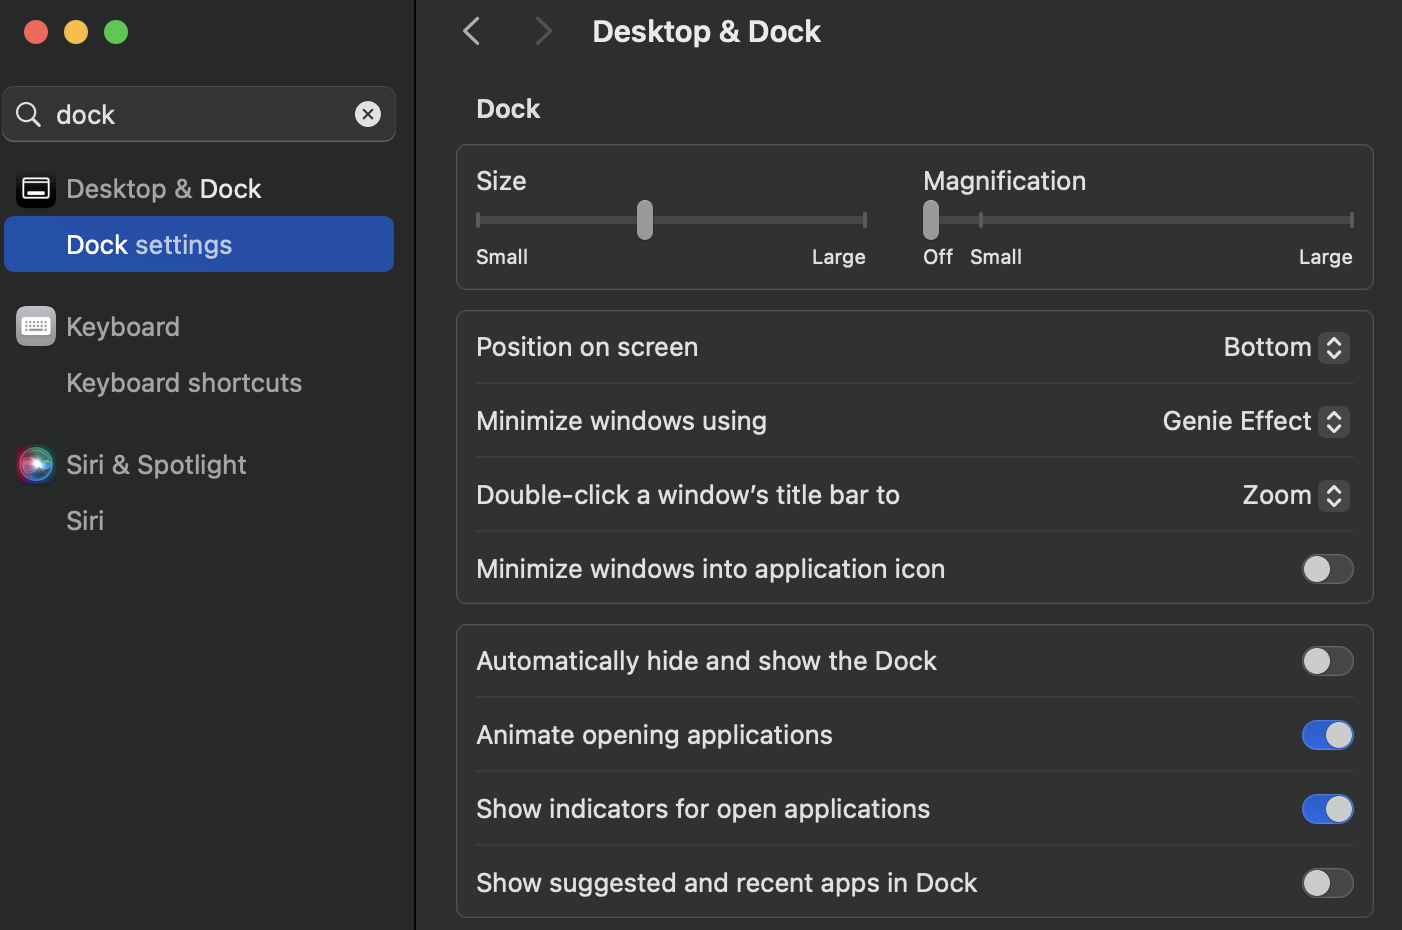 dock
Desktop & Dock
Dock settings
Keyboard
Keyboard shortcuts
Siri & Spotlight
Siri
Desktop & Dock
Dock
Size
Magnification
Small
Large
Off
Small
Large
Position on screen
Bottom
Minimize windows using
Genie Effect
Double-click a window’s title bar to
Zoom
Minimize windows into application icon
Automatically hide and show the Dock
Animate opening applications
Show indicators for open applications
Show suggested and recent apps in Dock